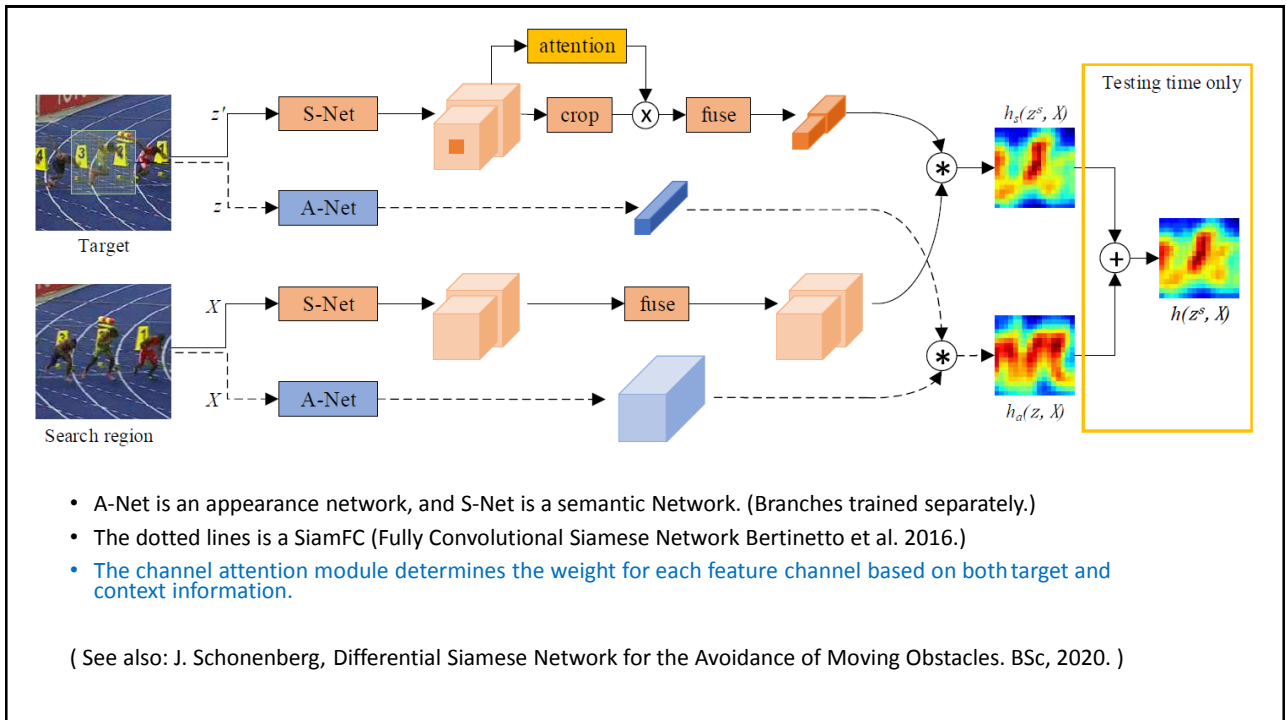 attention
Testing time only
z'
S-Net
crop
X
fuse
h_s(z^s, X)
*
z
A-Net
Target
+
h(z^s, X)
X
S-Net
fuse
*
X
A-Net
h_a(z, X)
Search region
• A-Net is an appearance network, and S-Net is a semantic Network. (Branches trained separately.)
• The dotted lines is a SiamFC (Fully Convolutional Siamese Network Bertinetto et al. 2016.)
• The channel attention module determines the weight for each feature channel based on both target and
context information.
( See also: J. Schonenberg, Differential Siamese Network for the Avoidance of Moving Obstacles. BSc, 2020. )